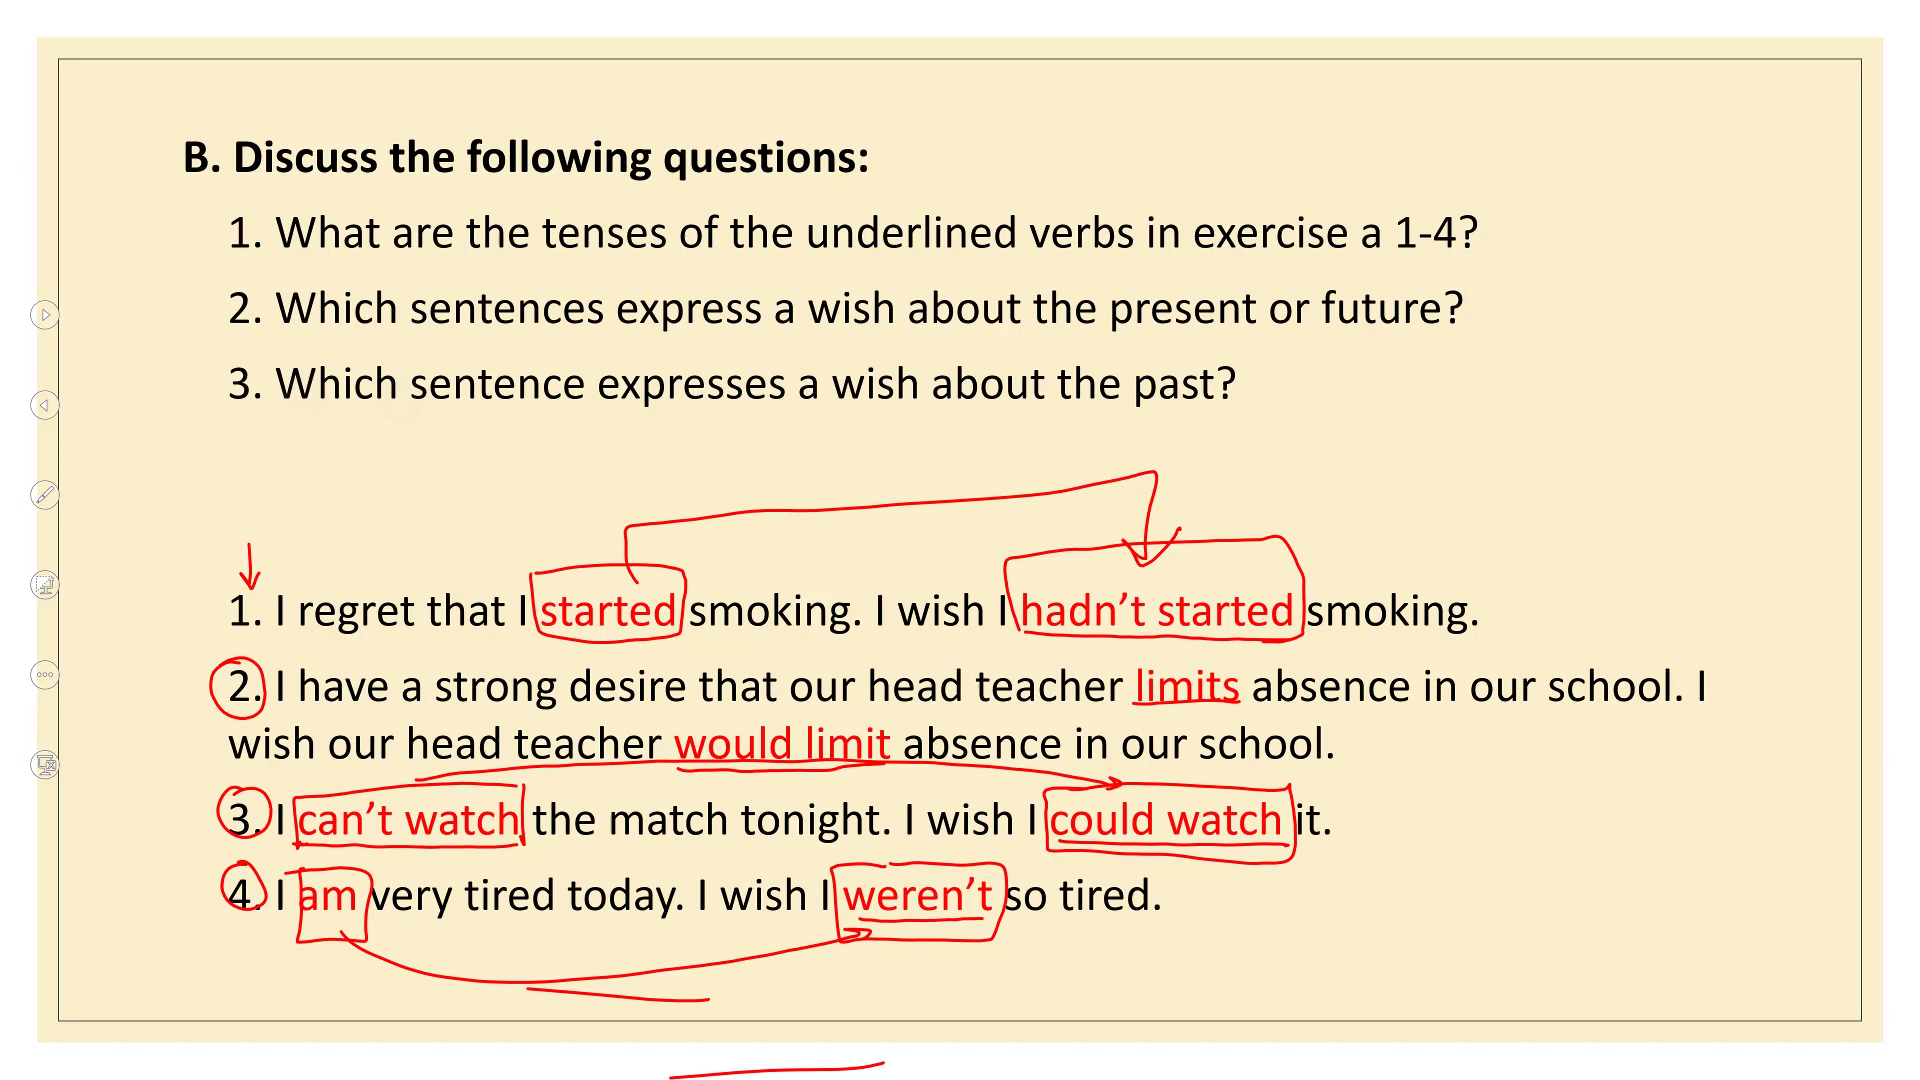 B. Discuss the following questions:
1. What are the tenses of the underlined verbs in exercise a 1-4?
2. Which sentences express a wish about the present or future?
3. Which sentence expresses a wish about the past?
1. I regret that I started smoking. I wish I hadn’t started smoking.
2. I have a strong desire that our head teacher limits absence in our school. I
wish our head teacher would limit absence in our school.
3. I can’t watch the match tonight. I wish I could watch it.
4. I am very tired today. I wish I weren’t so tired.